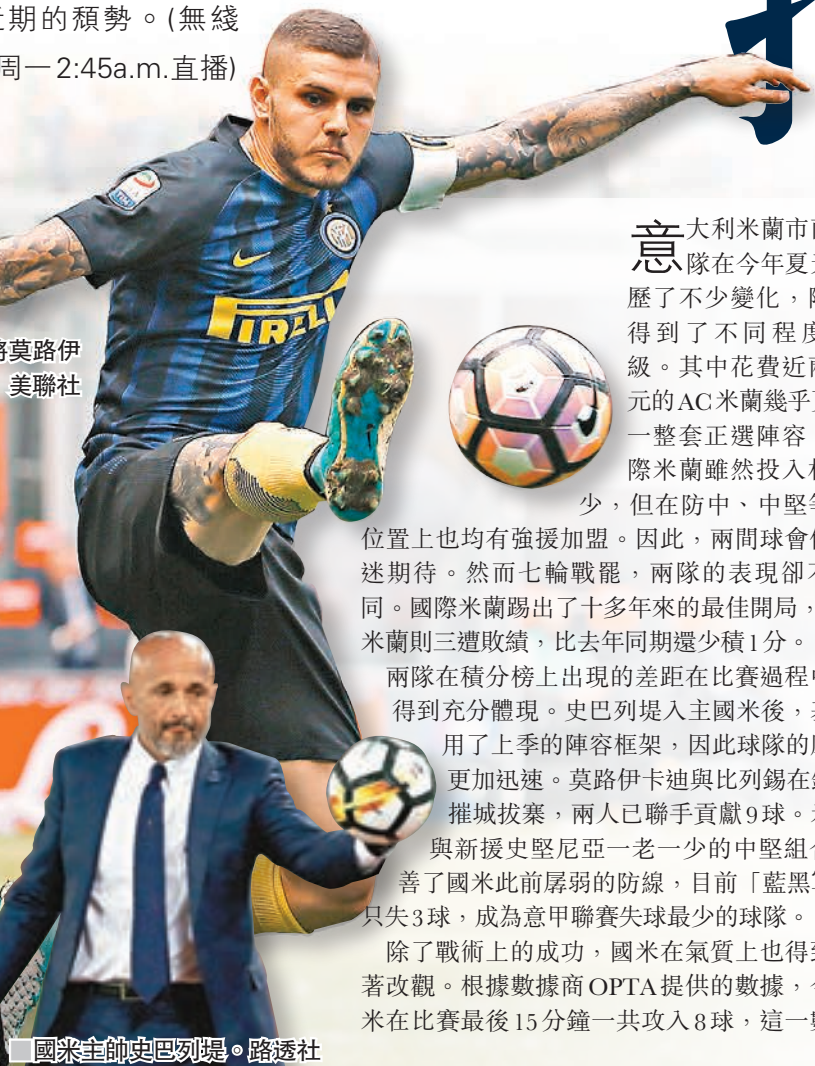 近期的頹勢。(無綫
周一2:45a.m.直播)
將莫路伊
美聯社
PIRELLI
意大利米蘭市
隊在今年夏
歷了不少變化，
得到了不同程度
級。其中花費近
元的AC米蘭幾乎
一整套正選陣容
際米蘭雖然投入
少，但在防中、中堅等
位置上也均有強援加盟。因此，兩間球會
迷期待。然而七輪戰罷，兩隊的表現卻不
同。國際米蘭踢出了十多年來的最佳開局，
米蘭則三遭敗績，比去年同期還少積1分。
兩隊在積分榜上出現的差距在比賽過程中
得到充分體現。史巴列堤入主國米後，
用了上季的陣容框架，因此球隊的
更加迅速。莫路伊卡迪與比列錫在
摧城拔寨，兩人已聯手貢獻9球。
與新援史堅尼亞一老一少的中堅組
善了國米此前孱弱的防線，目前「藍黑
只失3球，成為意甲聯賽失球最少的球隊。
除了戰術上的成功，國米在氣質上也得到
著改觀。根據數據商OPTA提供的數據，
米在比賽最後15分鐘一共攻入8球，這一數
國米主帥史巴列堤。路透社